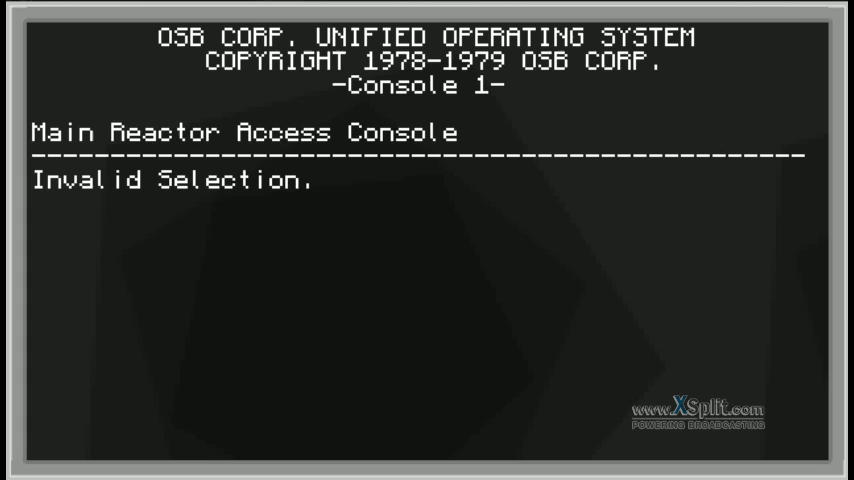 OSB CORP. UNIFIED OPERATING SYSTEM
COPYRIGHT 1978-1979 OSB CORP.
-Console 1-
Main Reactor Access Console
-------------------------------------------------
Invalid Selection.
www.XSplit.com
POWERING BROADCASTING